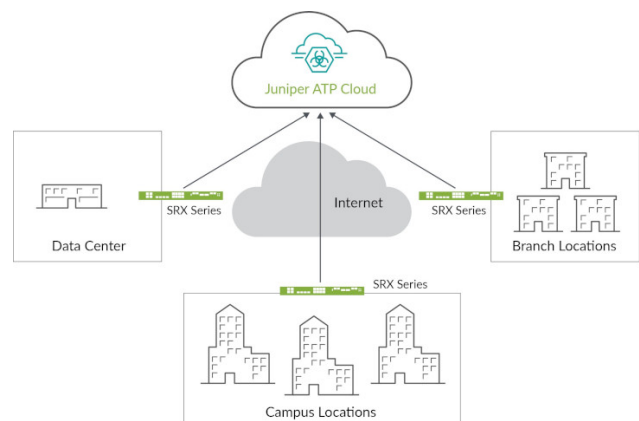 Juniper ATP Cloud
Internet
SRX Series
SRX Series
Data Center
Branch Locations
SRX Series
Campus Locations